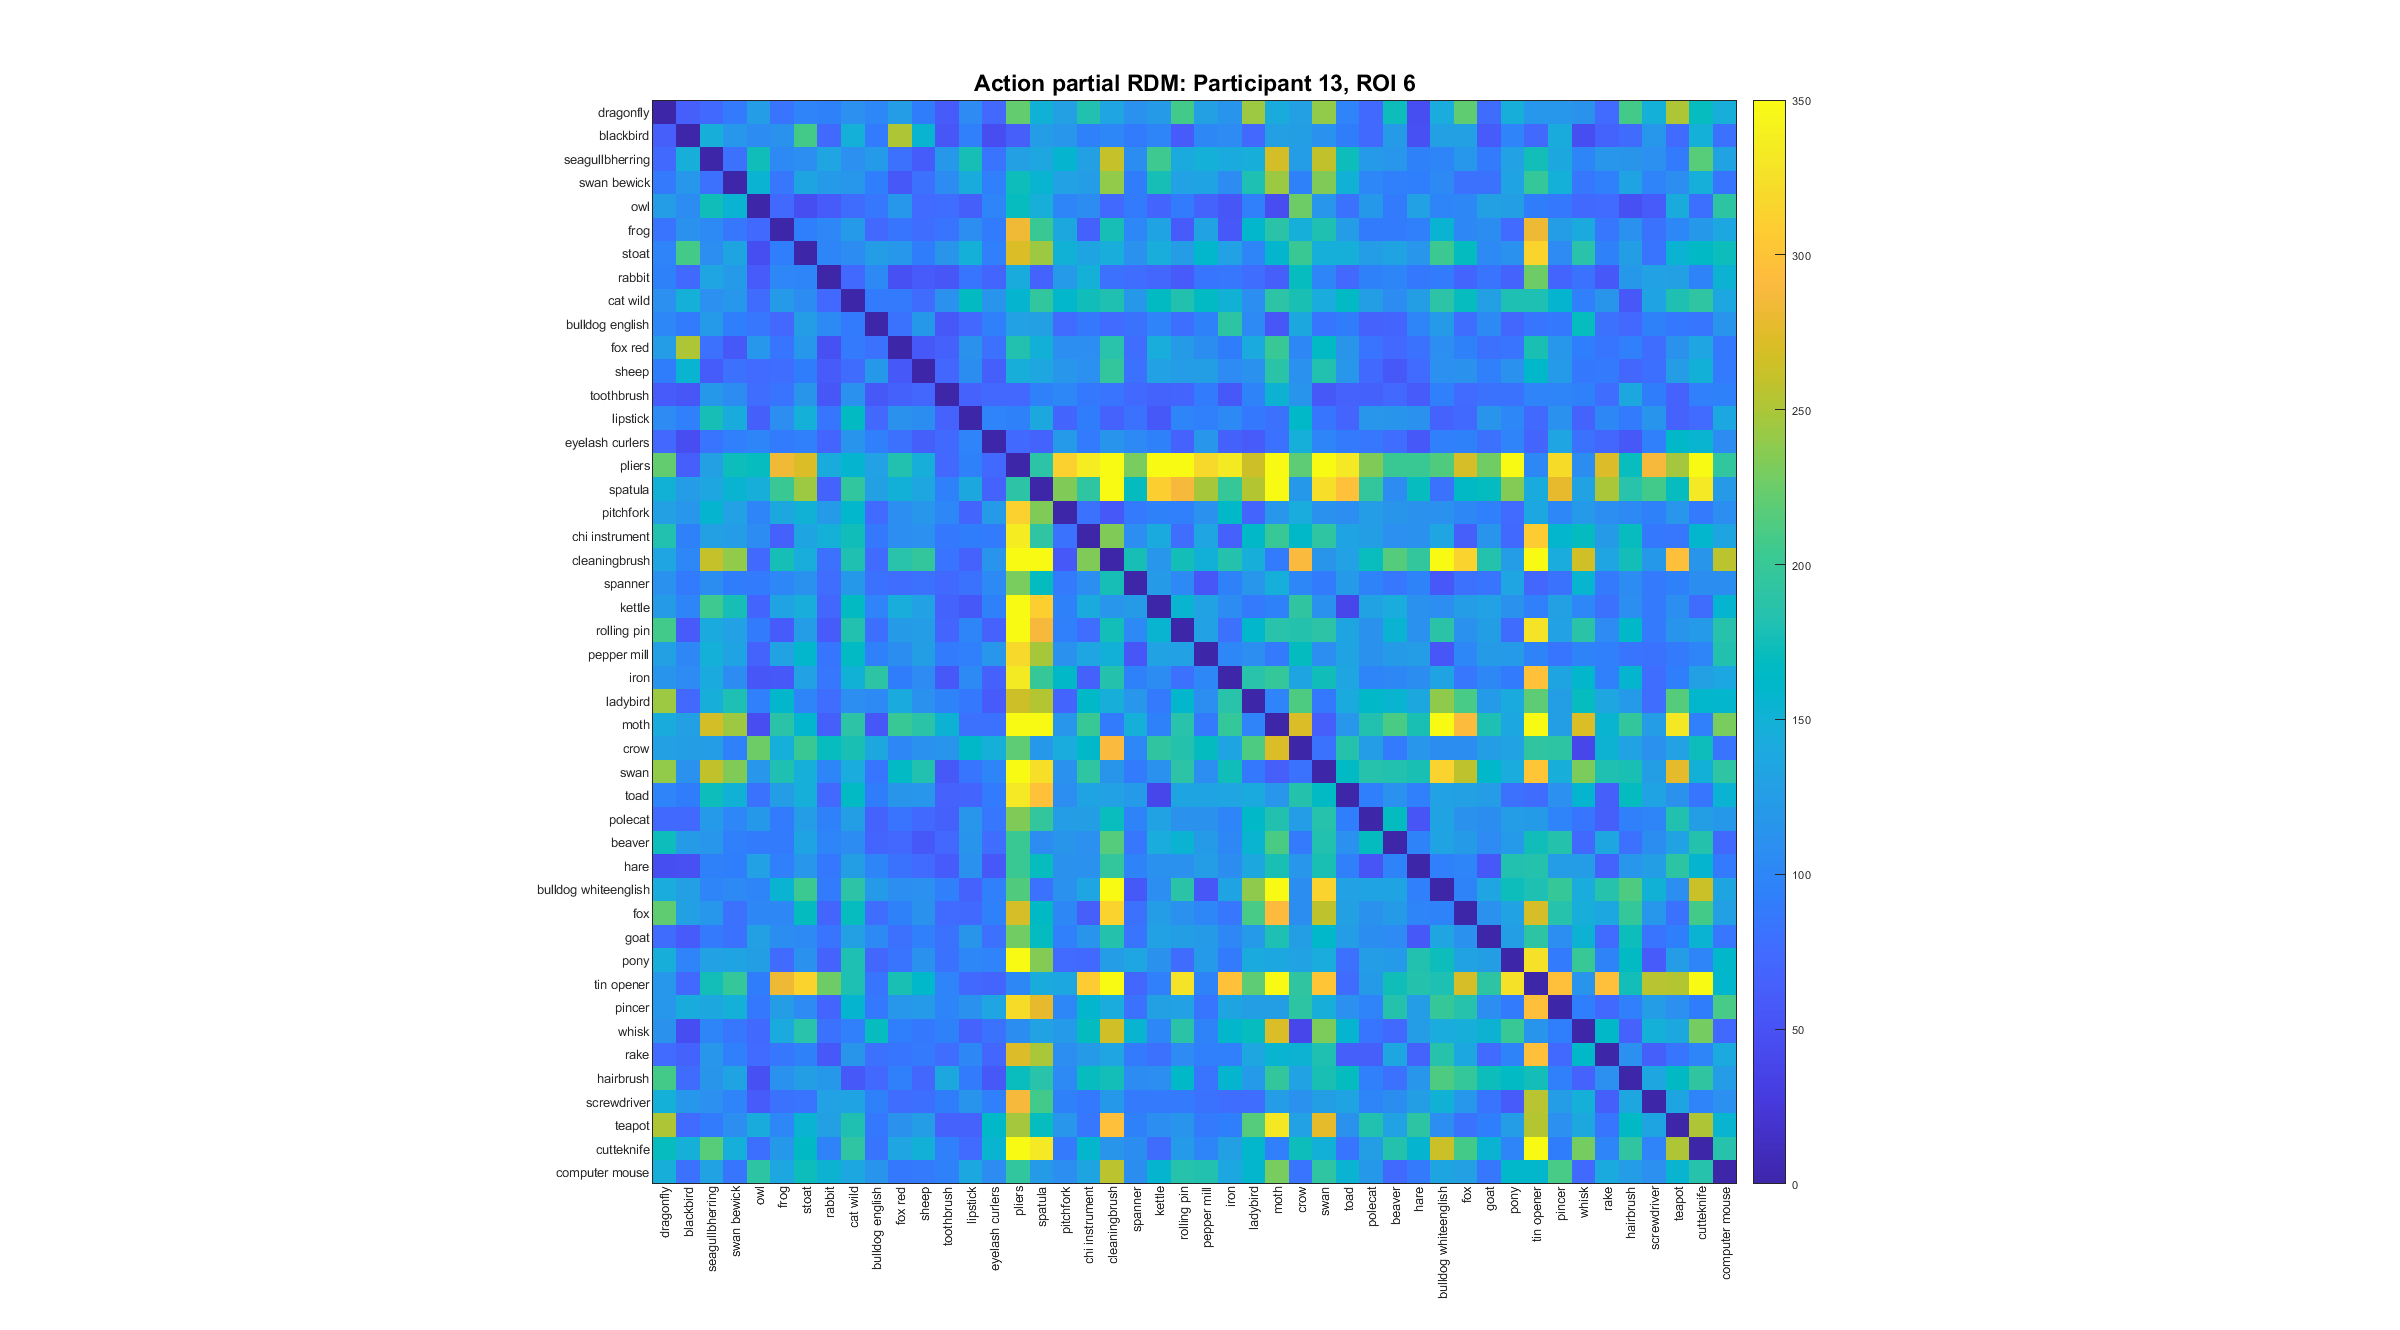 Action partial RDM: Participant 13, ROI 6
dragonfly
blackbird
seagullbherring
swan bewick
owl
frog
stoat
rabbit
cat wild
bulldog english
fox red
sheep
toothbrush
lipstick
eyelash curlers
pliers
spatula
pitchfork
chi instrument
cleaningbrush
spanner
kettle
rolling pin
pepper mill
iron
ladybird
moth
crow
swan
toad
polecat
beaver
hare
bulldog whiteenglish
fox
goat
pony
tin opener
pincer
whisk
rake
hairbrush
screwdriver
teapot
cutteknife
computer mouse
dragonfly
blackbird
seagullbherring
swan bewick
owl
frog
stoat
rabbit
cat wild
bulldog english
fox red
sheep
toothbrush
lipstick
eyelash curlers
pliers
spatula
pitchfork
chi instrument
cleaningbrush
spanner
kettle
rolling pin
pepper mill
iron
ladybird
moth
crow
swan
toad
polecat
beaver
hare
bulldog whiteenglish
fox
goat
pony
tin opener
pincer
whisk
rake
hairbrush
screwdriver
teapot
cutteknife
computer mouse
350
300
250
200
150
100
50
0